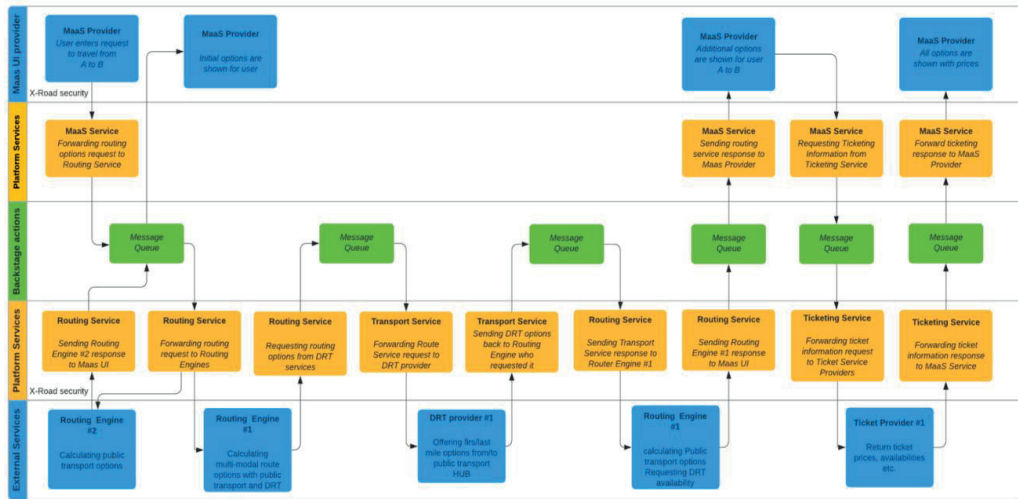 Maas UI provider
MaaS Provider
User enters request
to travel from
A to B
MaaS Provider
Initial options are
shown for user
MaaS Provider
Additional options
are shown for user
A to B
MaaS Provider
All options are
shown with prices
X-Road security
Platform Services
MaaS Service
Forwarding routing
options request to
Routing Service
MaaS Service
Sending routing
service response to
Maas Provider
MaaS Service
Requesting Ticketing
Information from
Ticketing Service
MaaS Service
Forward ticketing
response to MaaS
Provider
Backstage actions
Message
Queue
Message
Queue
Message
Queue
Message
Queue
Message
Queue
Message
Queue
Platform Services
Routing Service
Sending Routing
Engine #2 response
to Maas UI
Routing Service
Forwarding routing
request to Routing
Engines
Routing Service
Requesting routing
options from DRT
services
Transport Service
Forwarding Route
Service request to
DRT provider
Transport Service
Sending DRT options
back to Routing
Engine who
requested it
Routing Service
Sending Transport
Service response to
Router Engine #1
Routing Service
Sending Routing
Engine #1 response
to Maas UI
Ticketing Service
Forwarding ticket
information request
to Ticket Service
Providers
Ticketing Service
Forwarding ticket
information response
to MaaS Service
X-Road security
External Services
Routing Engine
#2
Calculating public
transport options
Routing Engine
#1
Calculating
multi-modal route
options with public
transport and DRT
DRT provider #1
Offering firs/last
mile options from/to
public transport
HUB
Routing Engine
#1
calculating Public
transport options
Requesting DRT
availability
Ticket Provider #1
Return ticket
prices, availabilities
etc.